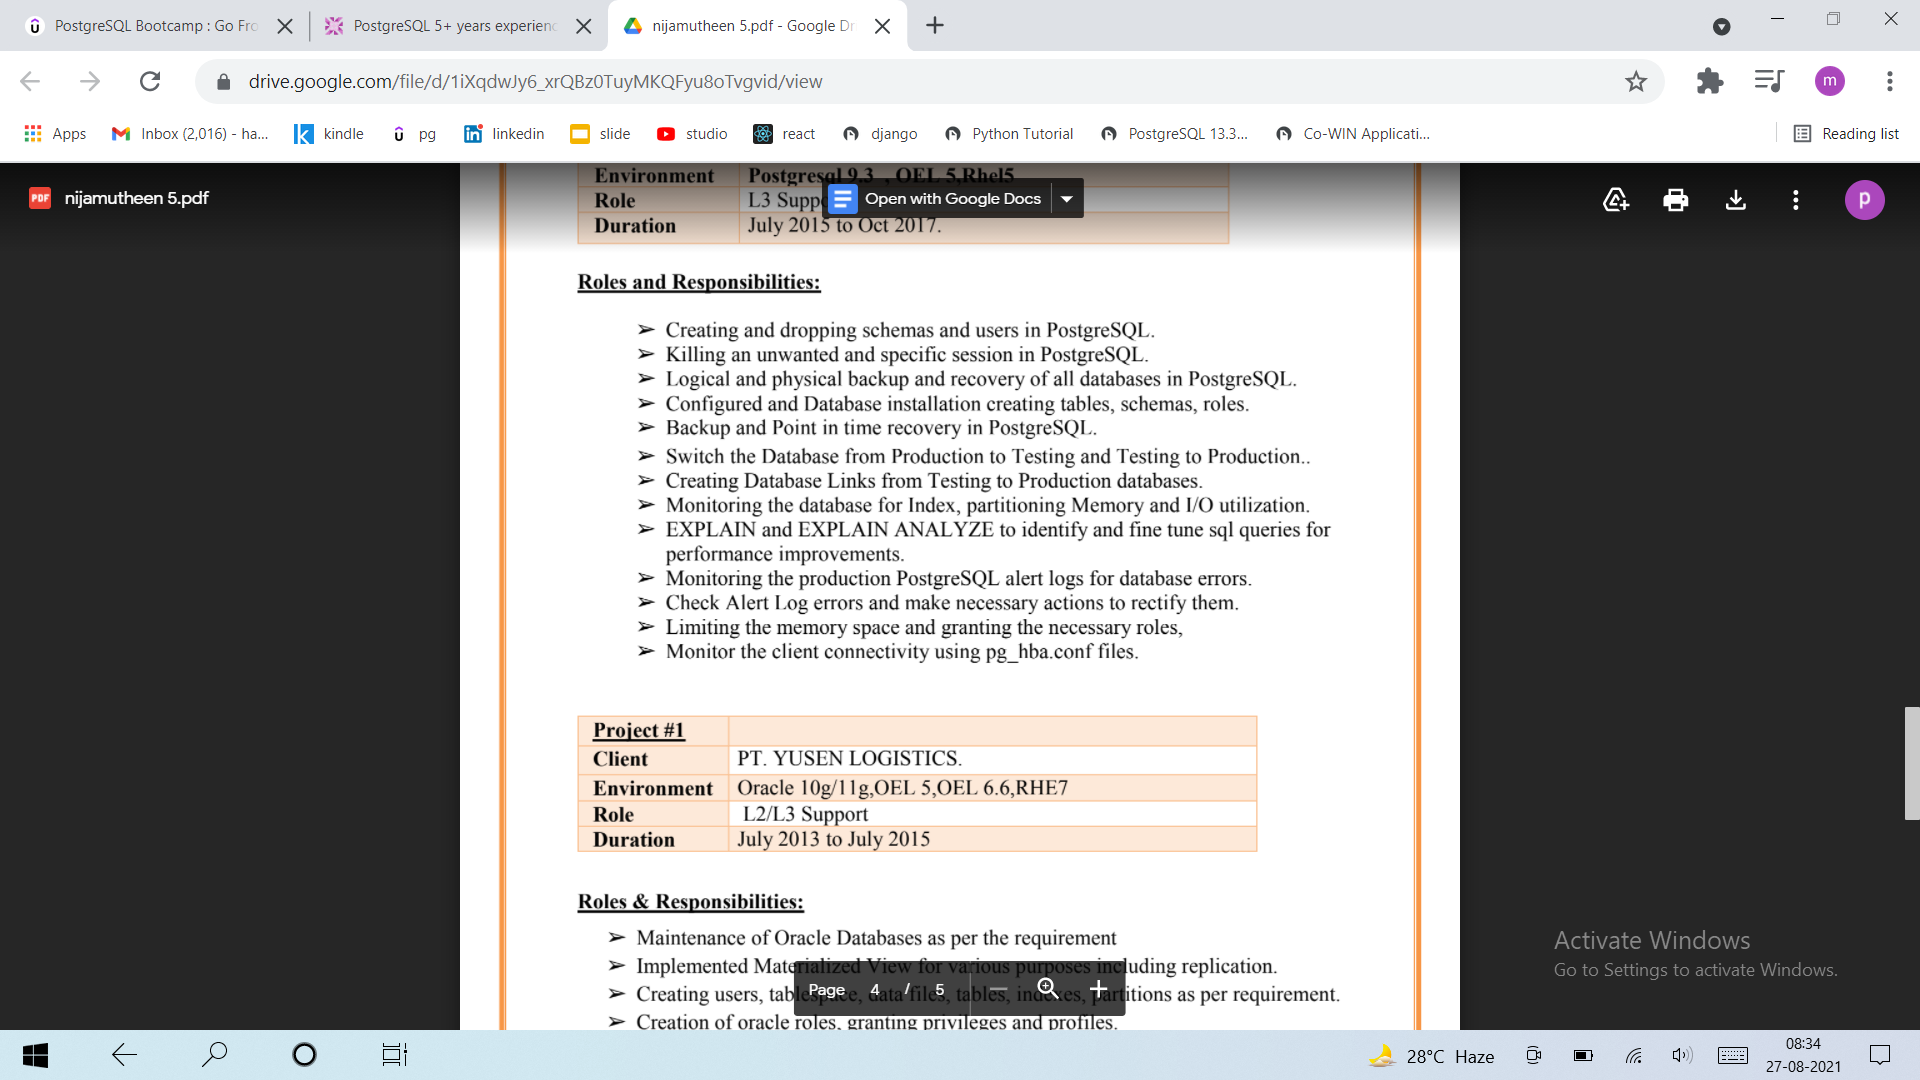 PostgreSQL Bootcamp : Go Fro
PostgreSQL 5+ years experienc
nijamutheen 5.pdf - Google Dr
drive.google.com/file/d/1iXqdwJy6_xrQBz0TuyMKQFyu8oTvgvid/view
m
Apps
Inbox (2,016) - ha...
kindle
pg
linkedin
slide
studio
react
django
Python Tutorial
PostgreSQL 13.3...
Co-WIN Applicati...
Reading list
PDF
nijamutheen 5.pdf
Open with Google Docs
p
Environment Postgresql 9.3 , OEL 5,Rhel5
Role L3 Suppo
Duration July 2015 to Oct 2017.
Roles and Responsibilities:
➢ Creating and dropping schemas and users in PostgreSQL.
➢ Killing an unwanted and specific session in PostgreSQL.
➢ Logical and physical backup and recovery of all databases in PostgreSQL.
➢ Configured and Database installation creating tables, schemas, roles.
➢ Backup and Point in time recovery in PostgreSQL.
➢ Switch the Database from Production to Testing and Testing to Production..
➢ Creating Database Links from Testing to Production databases.
➢ Monitoring the database for Index, partitioning Memory and I/O utilization.
➢ EXPLAIN and EXPLAIN ANALYZE to identify and fine tune sql queries for
performance improvements.
➢ Monitoring the production PostgreSQL alert logs for database errors.
➢ Check Alert Log errors and make necessary actions to rectify them.
➢ Limiting the memory space and granting the necessary roles,
➢ Monitor the client connectivity using pg_hba.conf files.
Project #1
Client PT. YUSEN LOGISTICS.
Environment Oracle 10g/11g,OEL 5,OEL 6.6,RHE7
Role L2/L3 Support
Duration July 2013 to July 2015
Roles & Responsibilities:
➢ Maintenance of Oracle Databases as per the requirement
➢ Implemented Materialized View for various purposes including replication.
➢ Creating users, tablespace, data files, tables, indexes, partitions as per requirement.
➢ Creation of oracle roles, granting privileges and profiles.
Page 4 / 5
Activate Windows
Go to Settings to activate Windows.
28°C Haze
08:34
27-08-2021